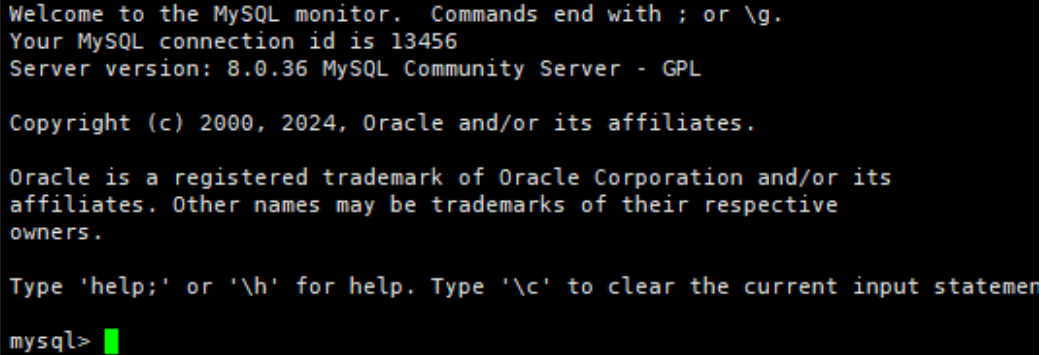 Welcome to the MySQL monitor.  Commands end with ; or \g.
Your MySQL connection id is 13456
Server version: 8.0.36 MySQL Community Server - GPL
Copyright (c) 2000, 2024, Oracle and/or its affiliates.
Oracle is a registered trademark of Oracle Corporation and/or its
affiliates. Other names may be trademarks of their respective
owners.
Type 'help;' or '\h' for help. Type '\c' to clear the current input statemen
mysql>